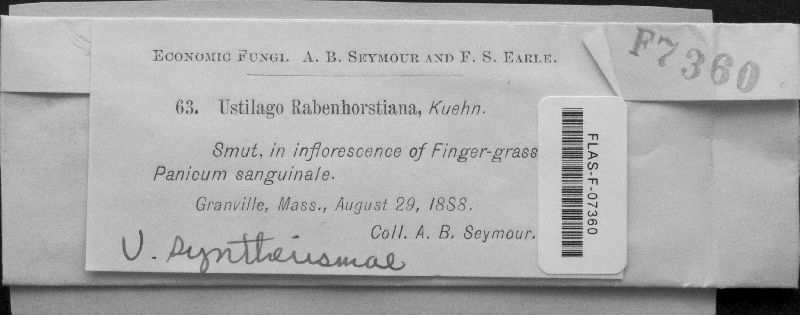 ECONOMIC FUNGI. A. B. SEYMOUR AND F. S. EARLE.
F7360
63. Ustilago Rabenhorstiana, Kuehn.
Smut, in inflorescence of Finger-grass
Panicum sanguinale.
Granville, Mass., August 29, 1888.
Coll. A. B. Seymour.
U. syntherismae
FLAS-F-07360